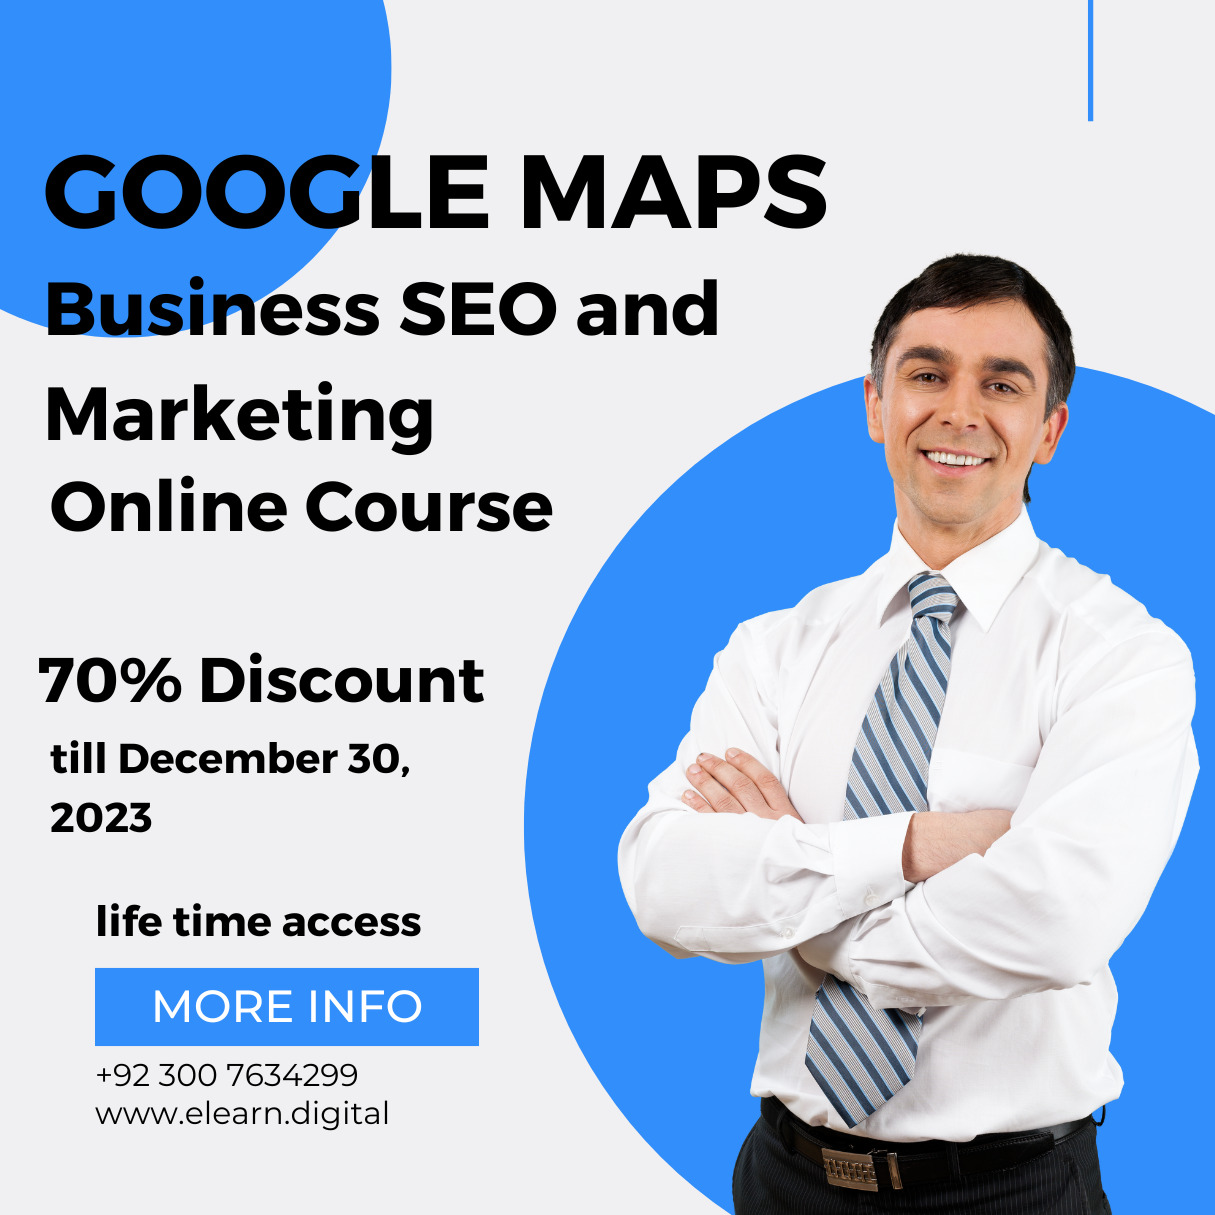 GOOGLE MAPS
Business SEO and
Marketing
Online Course
70% Discount
till December 30,
2023
life time access
MORE INFO
+92 300 7634299
www.elearn.digital